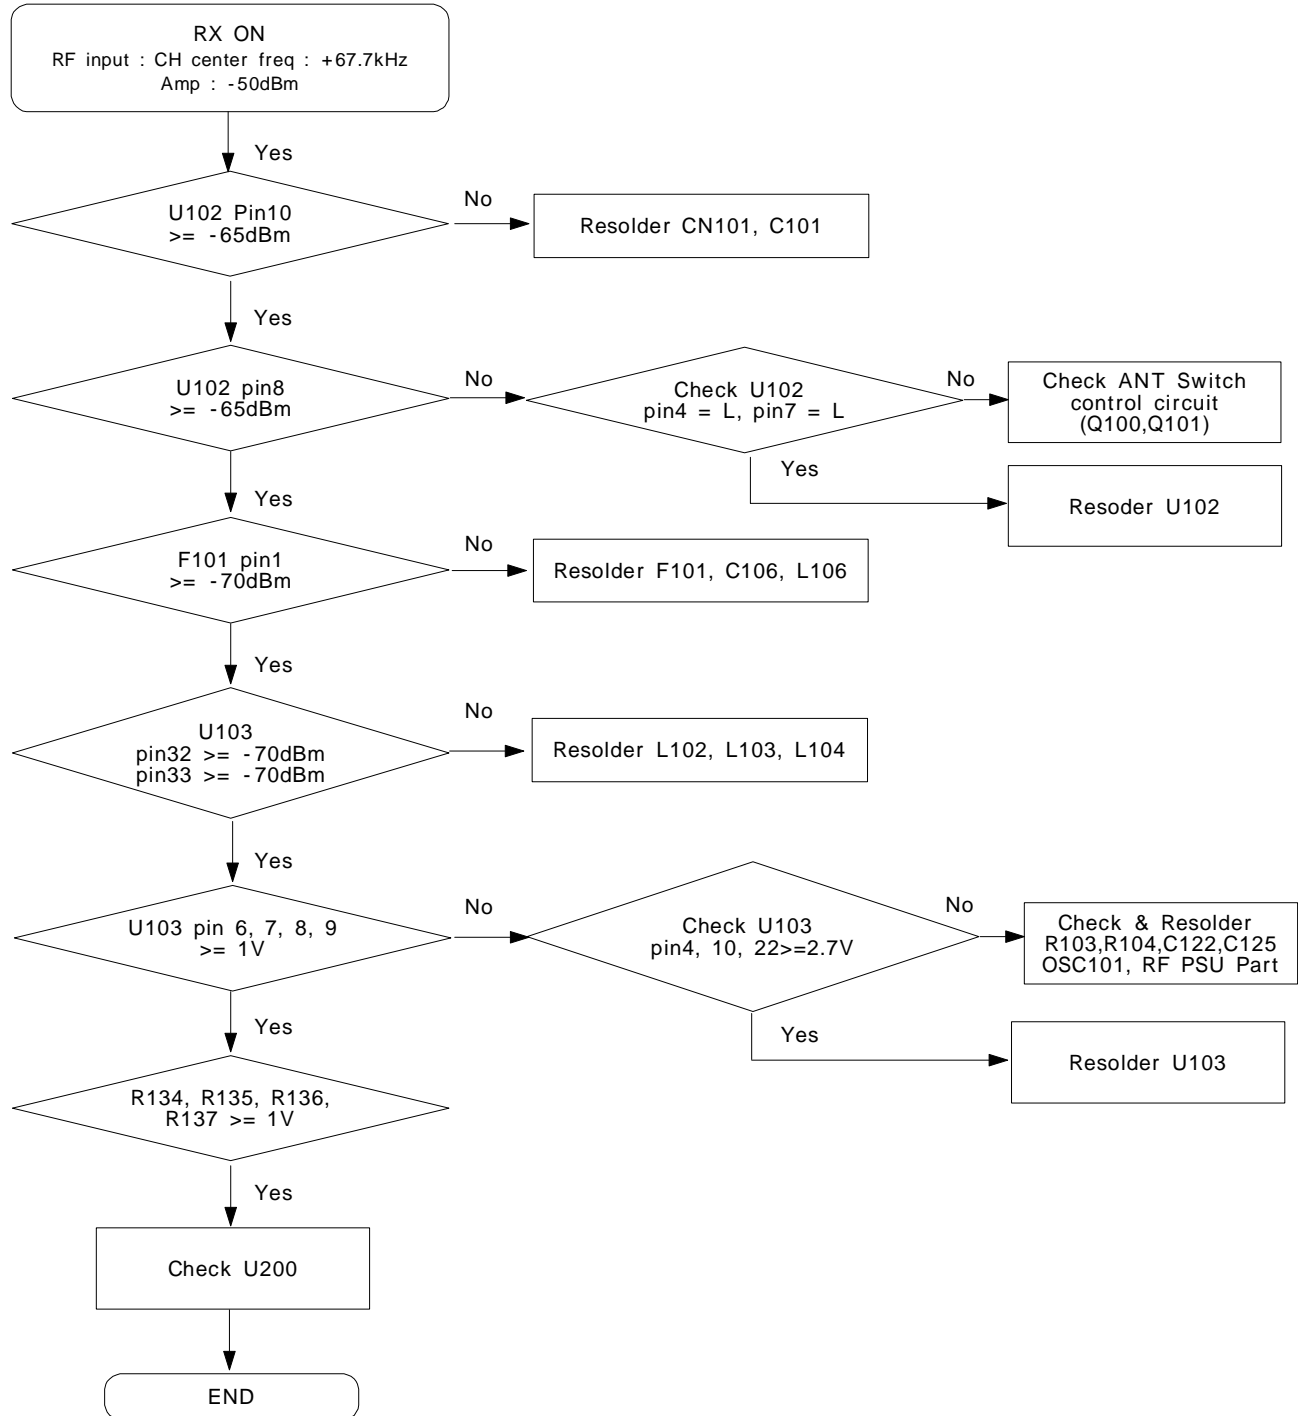 RX ON
RF input : CH center freq : +67.7kHz
Amp : -50dBm
Yes
U102 Pin10
>= -65dBm
No
Resolder CN101, C101
Yes
U102 pin8
>= -65dBm
No
Check U102
pin4 = L, pin7 = L
No
Check ANT Switch
control circuit
(Q100,Q101)
Yes
Resoder U102
Yes
F101 pin1
>= -70dBm
No
Resolder F101, C106, L106
Yes
U103
pin32 >= -70dBm
pin33 >= -70dBm
No
Resolder L102, L103, L104
Yes
U103 pin 6, 7, 8, 9
>= 1V
No
Check U103
pin4, 10, 22>=2.7V
No
Check & Resolder
R103,R104,C122,C125
OSC101, RF PSU Part
Yes
Resolder U103
Yes
R134, R135, R136,
R137 >= 1V
Yes
Check U200
END